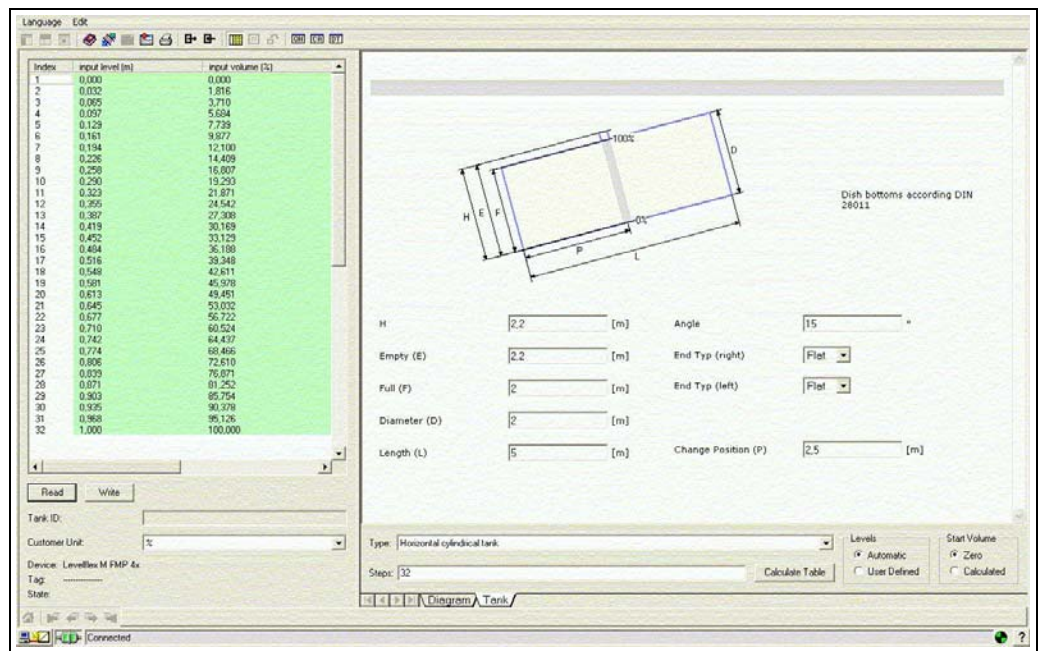 Language Edit
Index input level [m] input volume [%]
1 0,000 0,000
2 0,032 1,816
3 0,065 3,710
4 0,097 5,684
5 0,129 7,739
6 0,161 9,877
7 0,194 12,100
8 0,226 14,409
9 0,258 16,807
10 0,290 19,293
11 0,323 21,871
12 0,355 24,542
13 0,387 27,308
14 0,419 30,169
15 0,452 33,129
16 0,484 36,188
17 0,516 39,348
18 0,548 42,611
19 0,581 45,978
20 0,613 49,451
21 0,645 53,032
22 0,677 56,722
23 0,710 60,524
24 0,742 64,437
25 0,774 68,466
26 0,806 72,610
27 0,839 76,871
28 0,871 81,252
29 0,903 85,754
30 0,935 90,378
31 0,968 95,126
32 1,000 100,000
Read Write
Tank ID:
Customer Unit: %
Device: Levelflex M FMP 4x
Tag: -------------
State:
100%
D
H E F
0%
P
L
Dish bottoms according DIN
28011
H 2,2 [m] Angle 15 °
Empty (E) 2,2 [m] End Typ (right) Flat
Full (F) 2 [m] End Typ (left) Flat
Diameter (D) 2 [m]
Length (L) 5 [m] Change Position (P) 2,5 [m]
Type: Horizontal cylindrical tank
Steps: 32 Calculate Table
Levels
Automatic
User Defined
Start Volume
Zero
Calculated
Diagram Tank
Connected
?